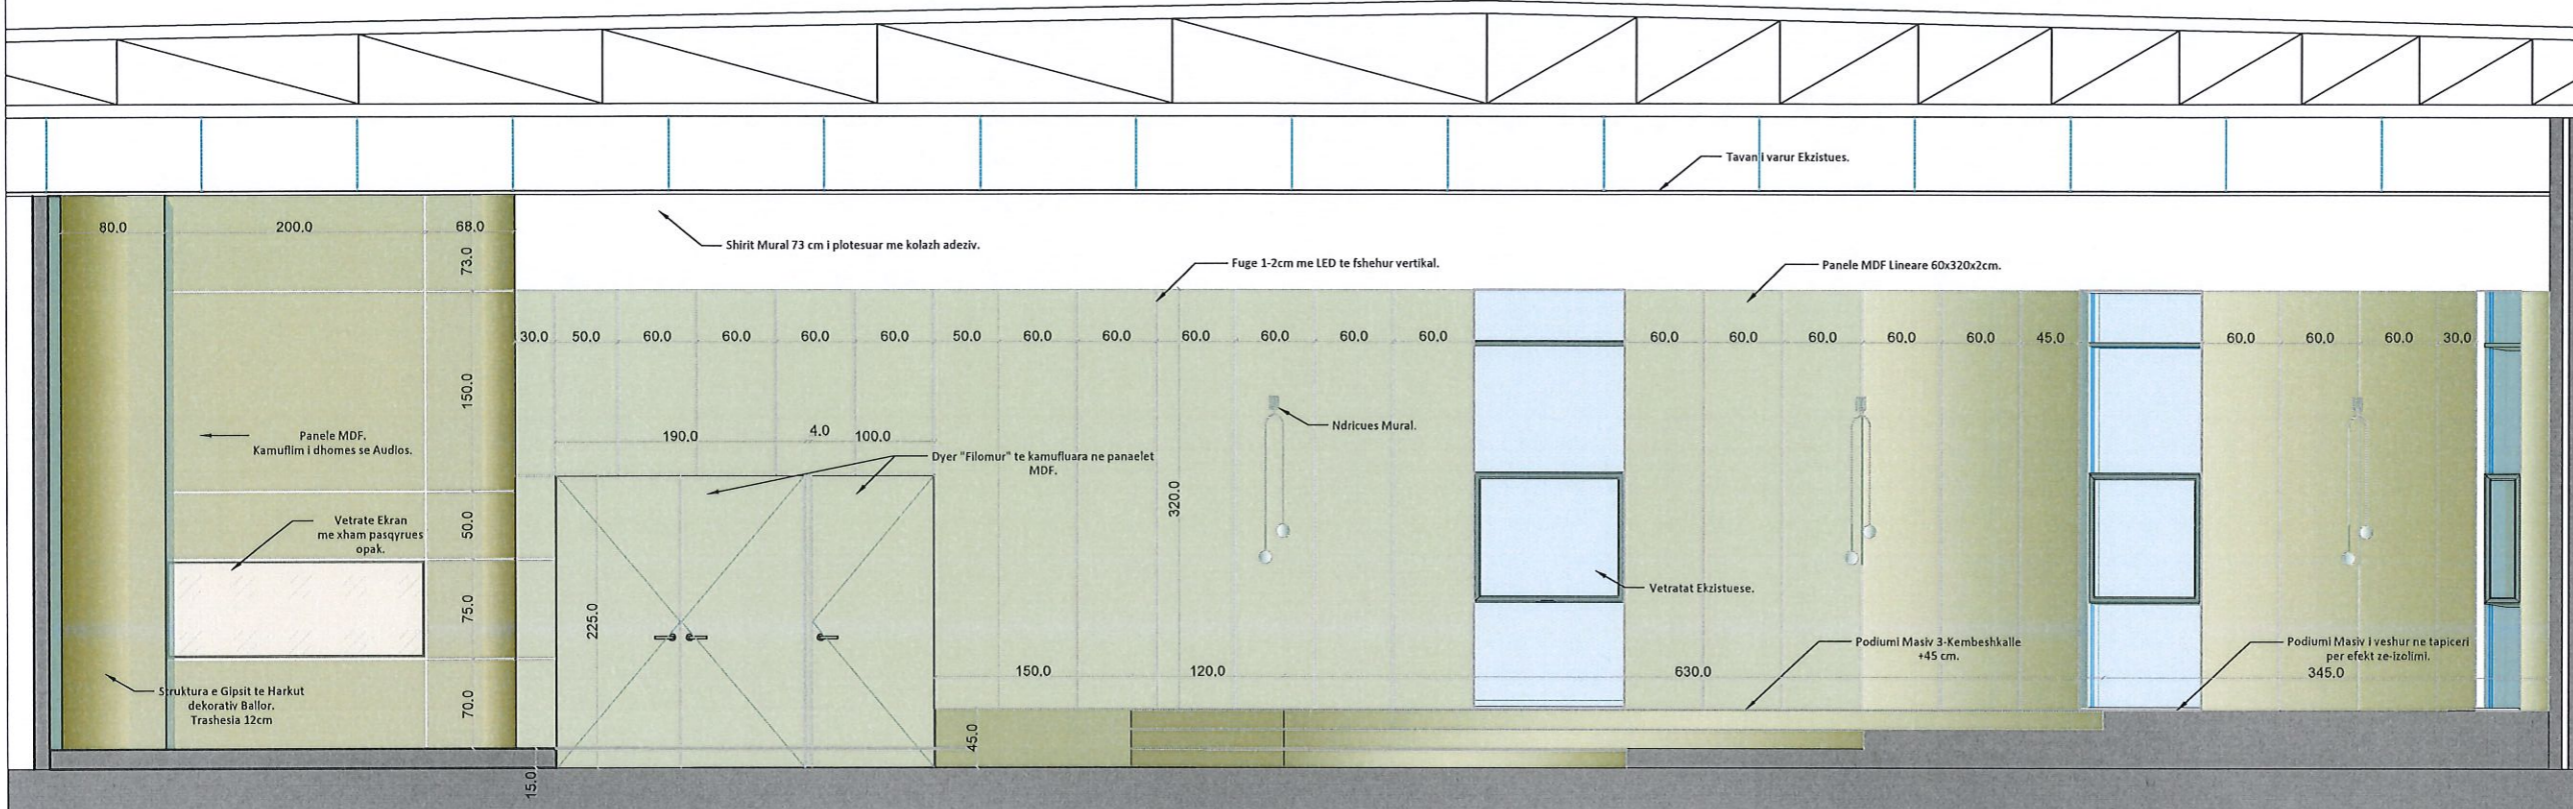 Tavan i varur Ekzistues.
80.0
200.0
68.0
73.0
Shirit Mural 73 cm i plotesuar me kolazh adeziv.
Fuge 1-2cm me LED te fshehur vertikal.
Panele MDF Lineare 60x320x2cm.
30.0 50.0 60.0 60.0 60.0 60.0 50.0 60.0 60.0 60.0 60.0 60.0 60.0 60.0 60.0 60.0 60.0 60.0 45.0 60.0 60.0 60.0 30.0
150.0
Panele MDF.
Kamuflim i dhomes se Audios.
190.0
4.0
100.0
Dyer "Filomur" te kamufluara ne panaelet
MDF.
Ndricues Mural.
320.0
Vetrate Ekran
me xham pasqyrues
opak.
50.0
75.0
225.0
Vetratat Ekzistuese.
Podiumi Masiv 3-Kembeshkalle
+45 cm.
Podiumi Masiv i veshur ne tapiceri
per efekt ze-izolimi.
150.0
120.0
630.0
345.0
Struktura e Gipsit te Harkut
dekorativ Ballor.
Trashesia 12cm
70.0
45.0
15.0